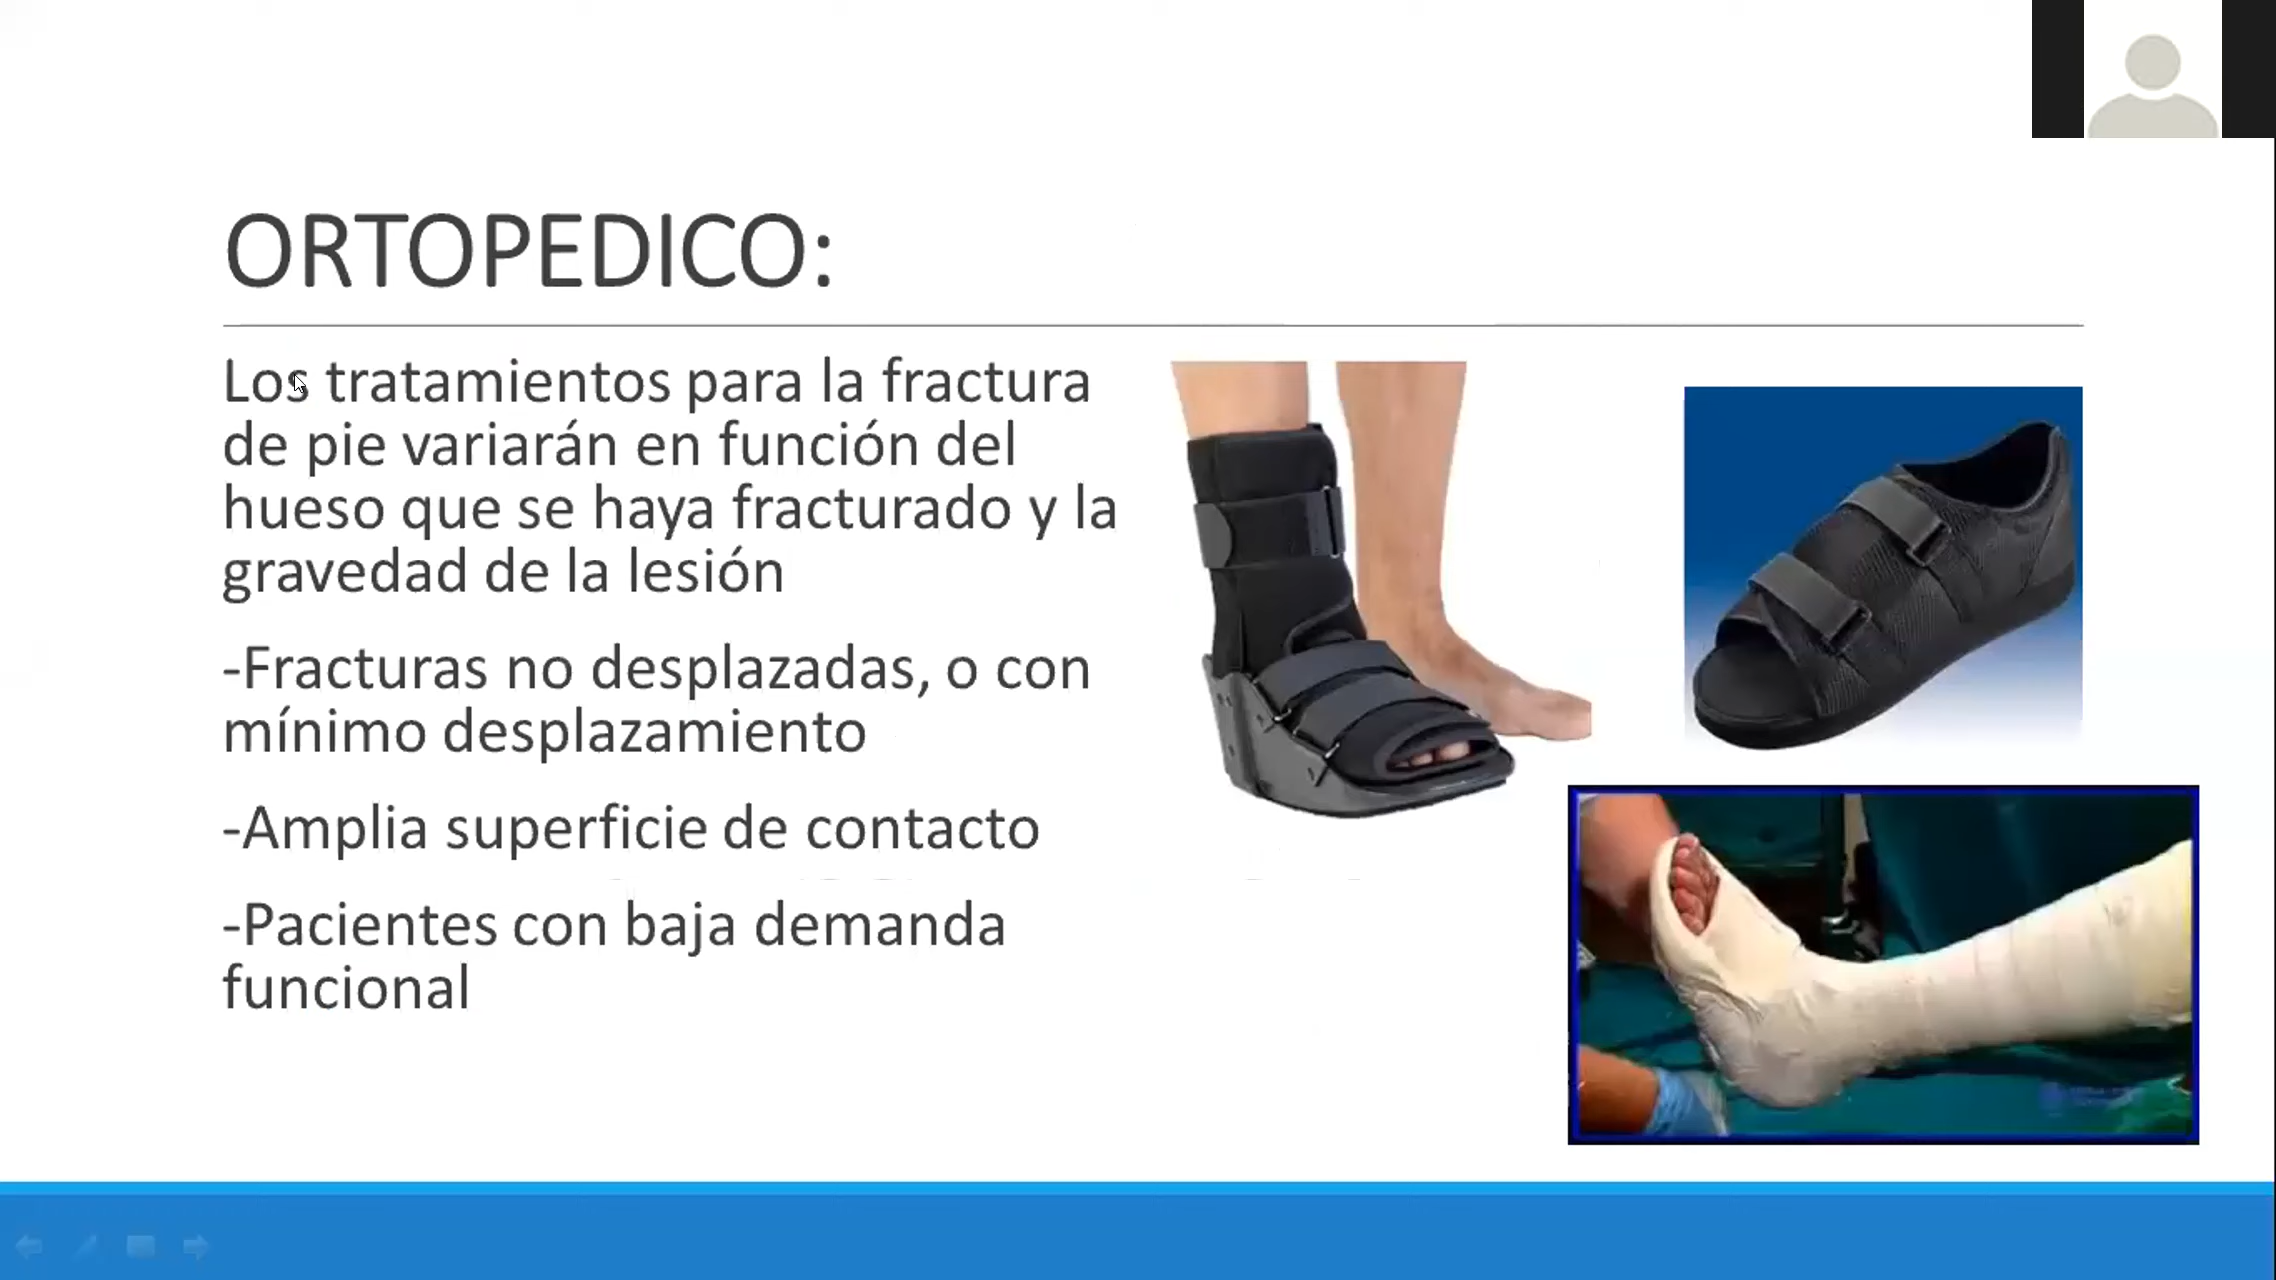 ORTOPEDICO:
Los tratamientos para la fractura
de pie variarán en función del
hueso que se haya fracturado y la
gravedad de la lesión
-Fracturas no desplazadas, o con
mínimo desplazamiento
-Amplia superficie de contacto
-Pacientes con baja demanda
funcional